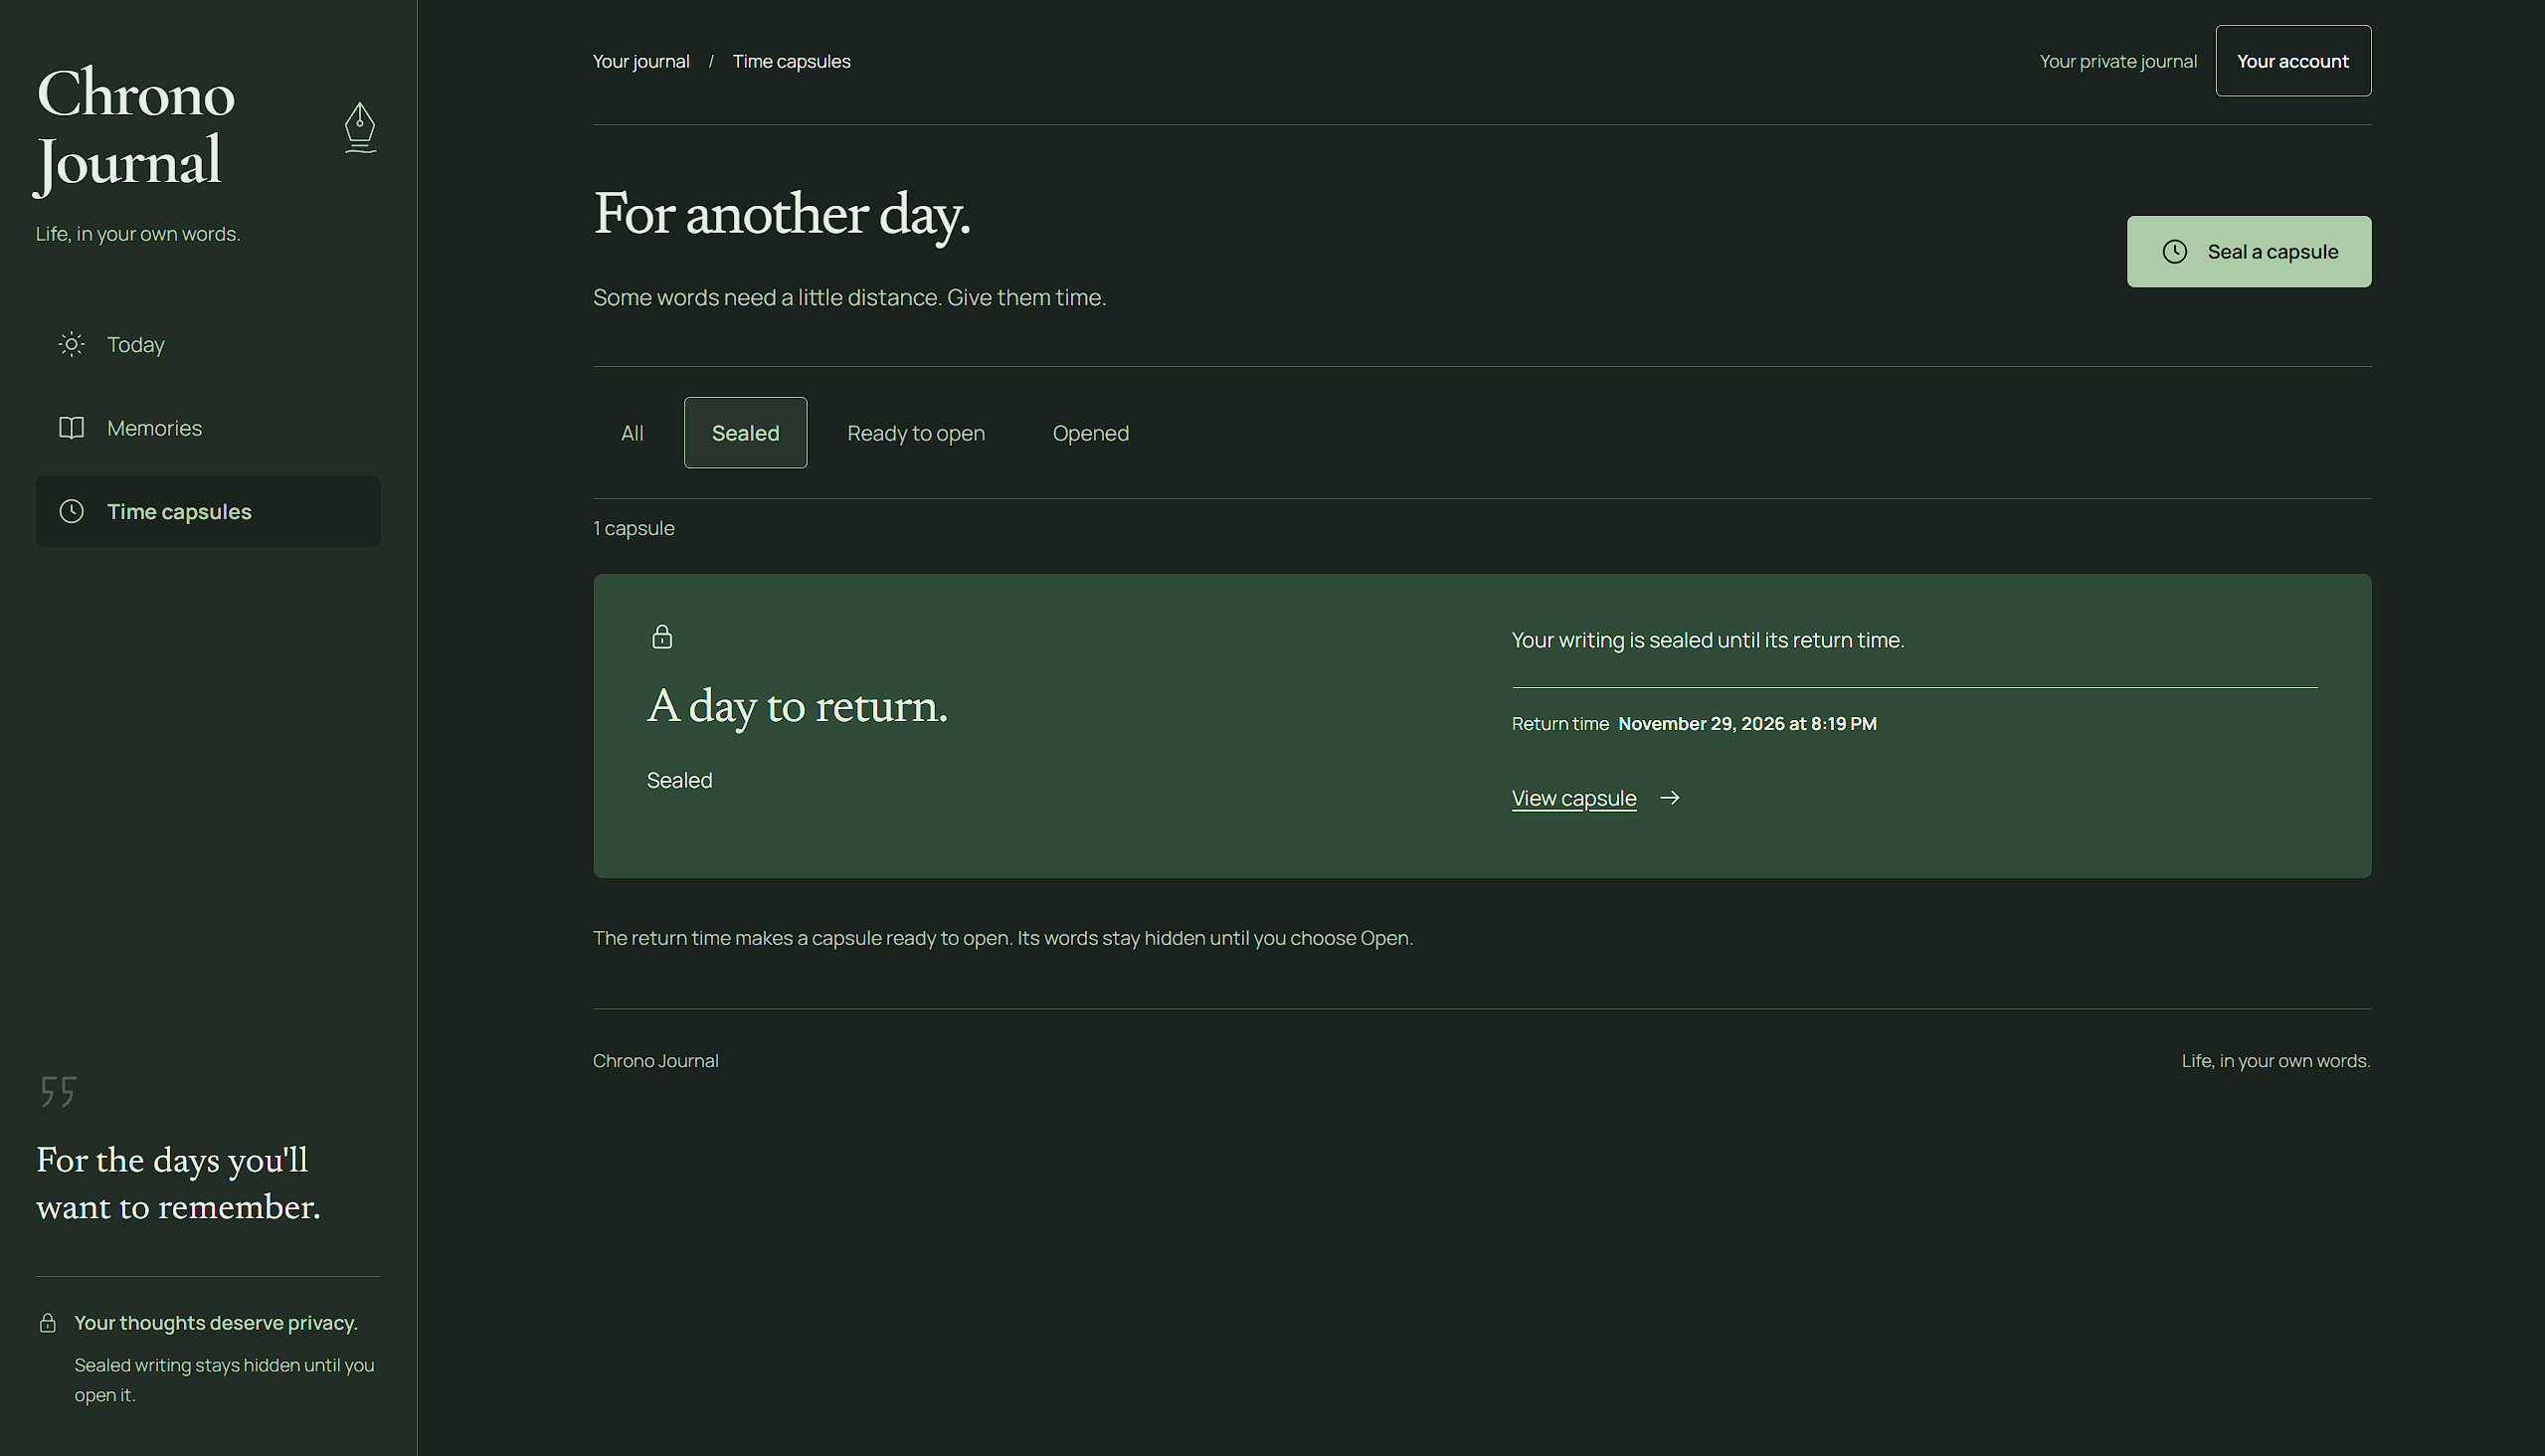 Chrono
Journal
Life, in your own words.
Today
Memories
Time capsules
"
For the days you'll
want to remember.
Your thoughts deserve privacy.
Sealed writing stays hidden until you
open it.
Your journal / Time capsules
Your private journal
Your account
For another day.
Some words need a little distance. Give them time.
Seal a capsule
All
Sealed
Ready to open
Opened
1 capsule
A day to return.
Sealed
Your writing is sealed until its return time.
Return time November 29, 2026 at 8:19 PM
View capsule →
The return time makes a capsule ready to open. Its words stay hidden until you choose Open.
Chrono Journal
Life, in your own words.